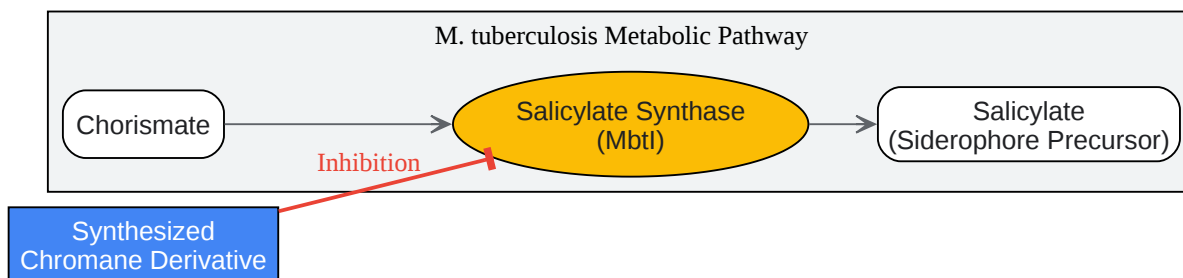 M. tuberculosis Metabolic Pathway
Chorismate
Salicylate Synthase
(MbtI)
Salicylate
(Siderophore Precursor)
Inhibition
Synthesized
Chromane Derivative